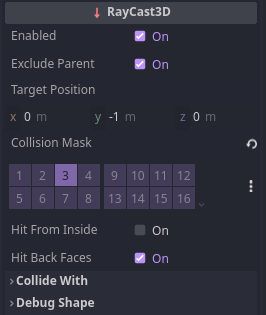 RayCast3D
Enabled On
Exclude Parent On
Target Position
x 0 m y -1 m z 0 m
Collision Mask
1 2 3 4 9 10 11 12
5 6 7 8 13 14 15 16
Hit From Inside On
Hit Back Faces On
Collide With
Debug Shape